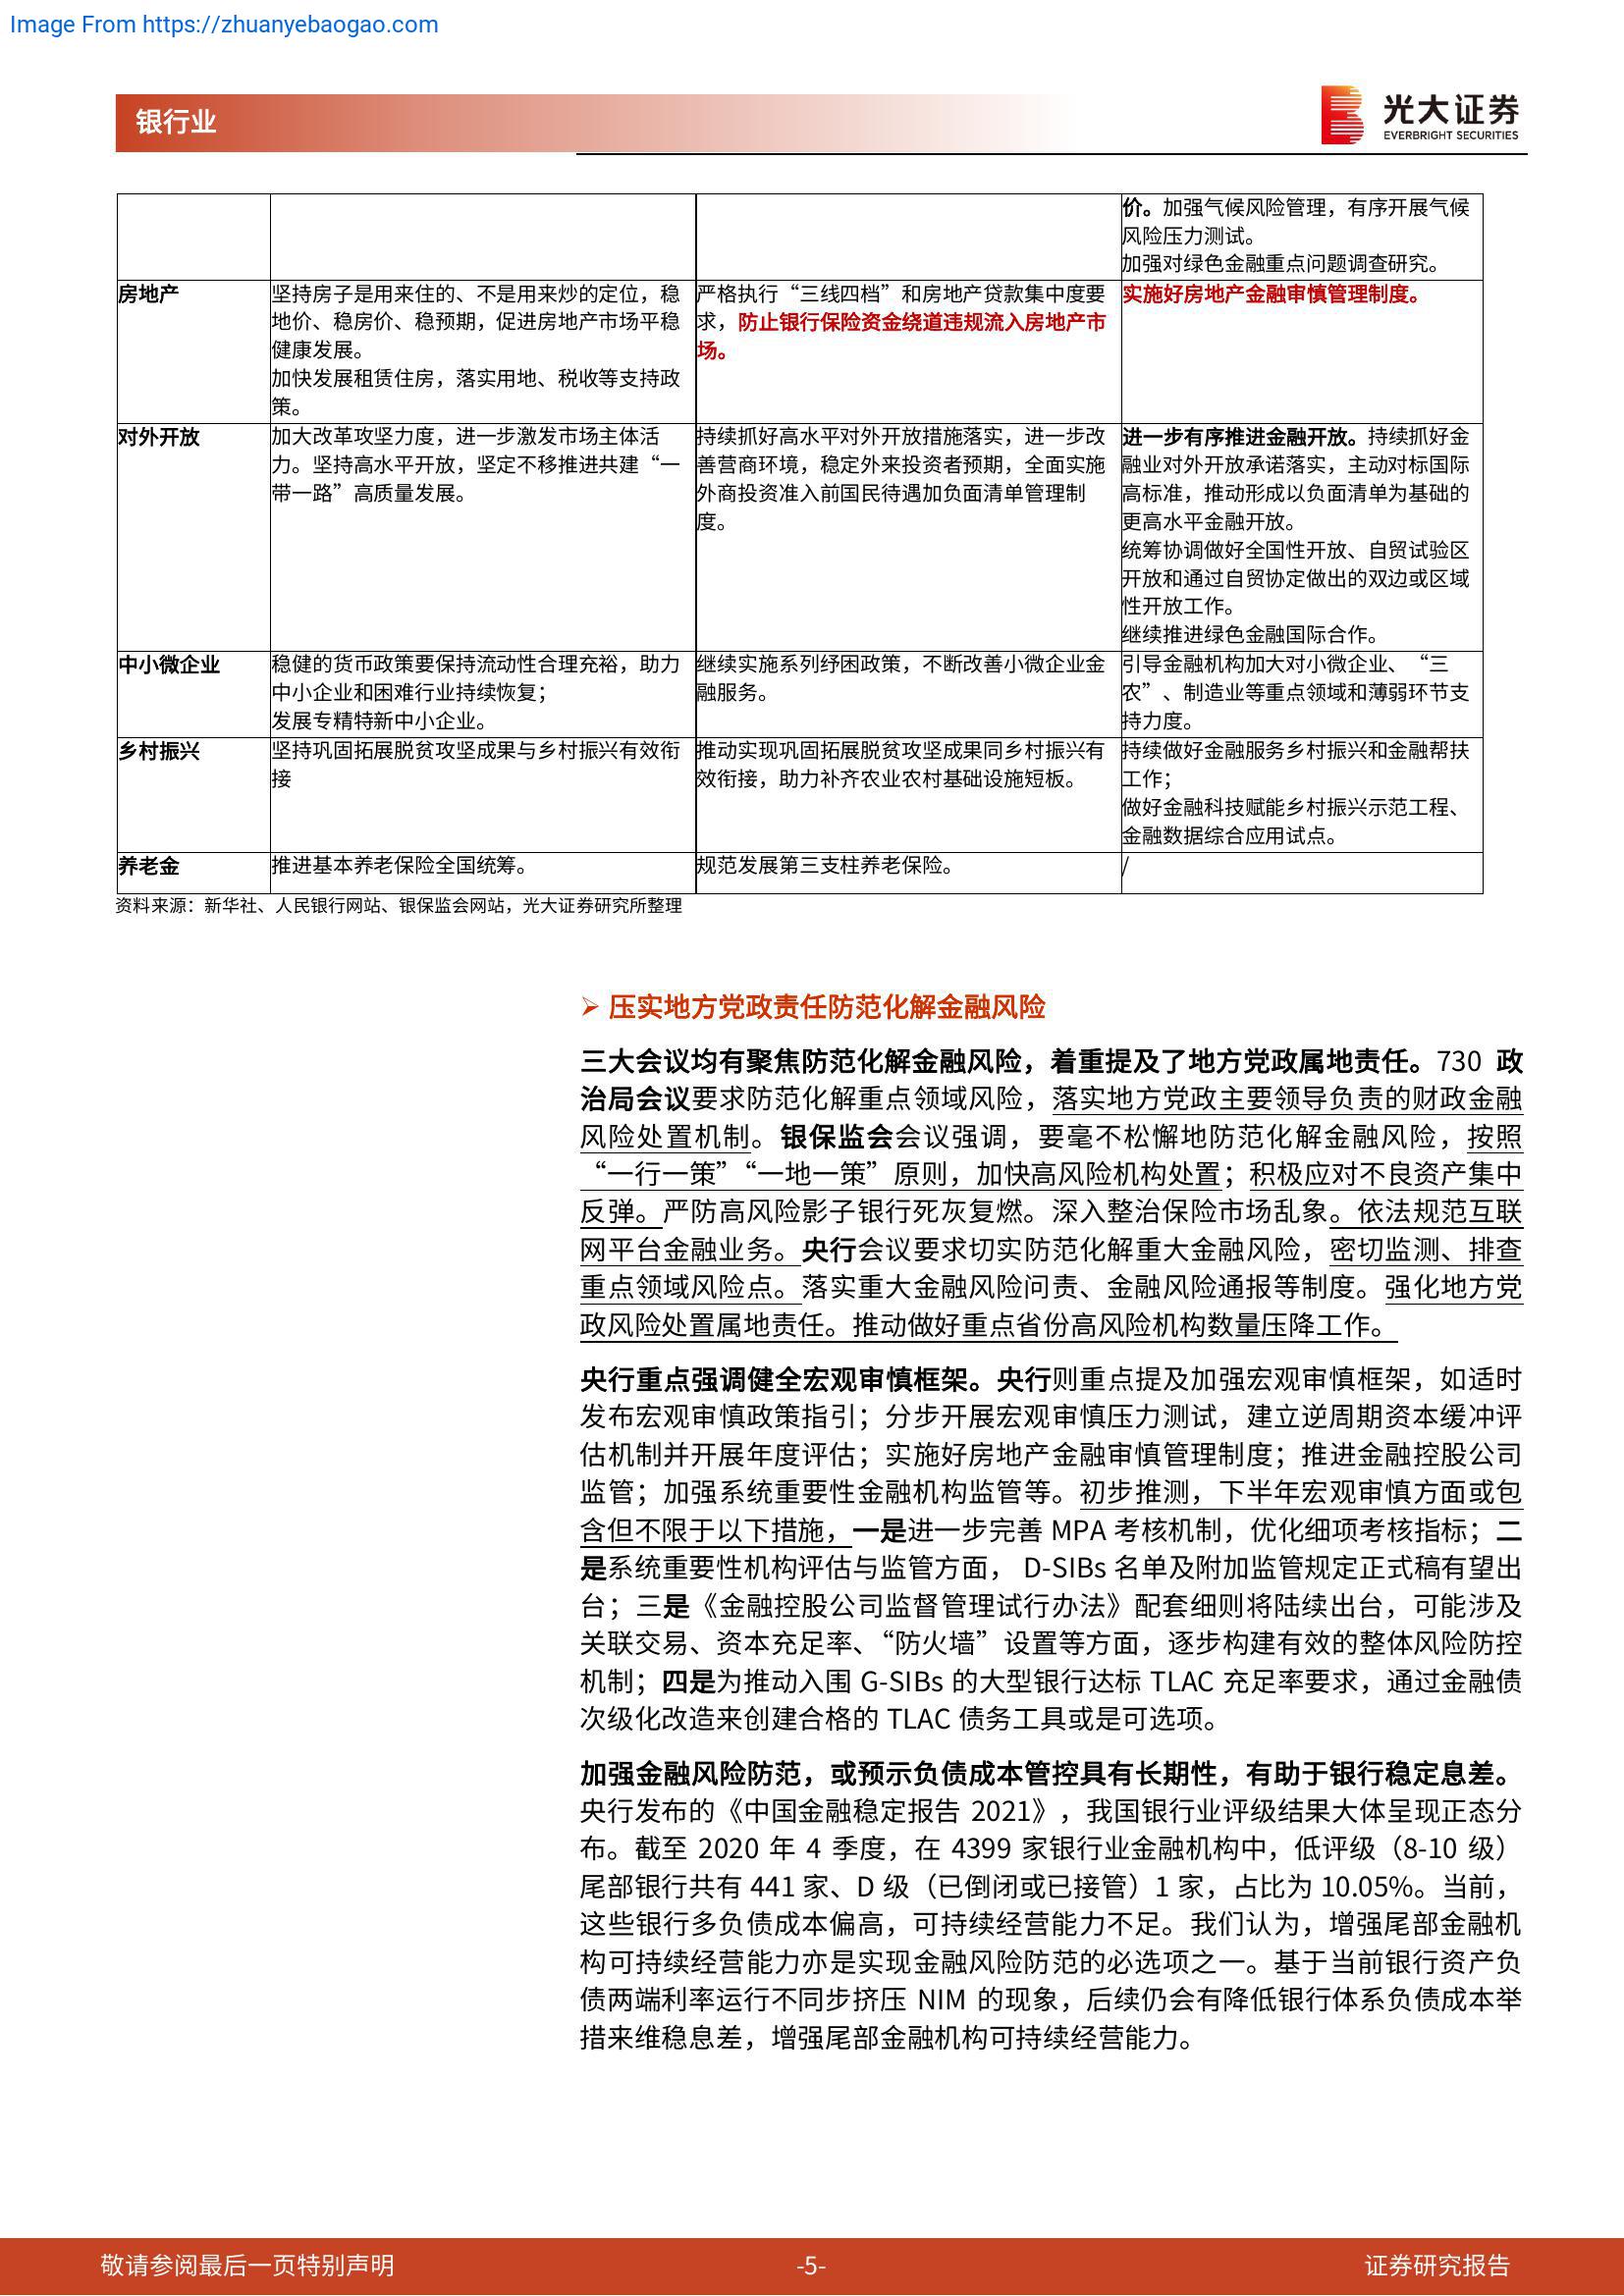 Image From https://zhuanyebaogao.com
银行业
光大证券
EVERBRIGHT SECURITIES
价。加强气候风险管理，有序开展气候
风险压力测试。
加强对绿色金融重点问题调查研究。
房地产
坚持房子是用来住的、不是用来炒的定位，稳
地价、稳房价、稳预期，促进房地产市场平稳
健康发展。
加快发展租赁住房，落实用地、税收等支持政
策。
严格执行“三线四档”和房地产贷款集中度要
求，防止银行保险资金绕道违规流入房地产市
场。
实施好房地产金融审慎管理制度。
对外开放
加大改革攻坚力度，进一步激发市场主体活
力。坚持高水平开放，坚定不移推进共建“一
带一路”高质量发展。
持续抓好高水平对外开放措施落实，进一步改
善营商环境，稳定外来投资者预期，全面实施
外商投资准入前国民待遇加负面清单管理制
度。
进一步有序推进金融开放。持续抓好金
融业对外开放承诺落实，主动对标国际
高标准，推动形成以负面清单为基础的
更高水平金融开放。
统筹协调做好全国性开放、自贸试验区
开放和通过自贸协定做出的双边或区域
性开放工作。
继续推进绿色金融国际合作。
中小微企业
稳健的货币政策要保持流动性合理充裕，助力
中小企业和困难行业持续恢复；
发展专精特新中小企业。
继续实施系列纾困政策，不断改善小微企业金
融服务。
引导金融机构加大对小微企业、“三
农”、制造业等重点领域和薄弱环节支
持力度。
乡村振兴
坚持巩固拓展脱贫攻坚成果与乡村振兴有效衔
接
推动实现巩固拓展脱贫攻坚成果同乡村振兴有
效衔接，助力补齐农业农村基础设施短板。
持续做好金融服务乡村振兴和金融帮扶
工作；
做好金融科技赋能乡村振兴示范工程、
金融数据综合应用试点。
养老金
推进基本养老保险全国统筹。
规范发展第三支柱养老保险。
/
资料来源：新华社、人民银行网站、银保监会网站，光大证券研究所整理
➢ 压实地方党政责任防范化解金融风险
三大会议均有聚焦防范化解金融风险，着重提及了地方党政属地责任。730 政
治局会议要求防范化解重点领域风险，落实地方党政主要领导负责的财政金融
风险处置机制。银保监会会议强调，要毫不松懈地防范化解金融风险，按照
“一行一策”“一地一策”原则，加快高风险机构处置；积极应对不良资产集中
反弹。严防高风险影子银行死灰复燃。深入整治保险市场乱象。依法规范互联
网平台金融业务。央行会议要求切实防范化解重大金融风险，密切监测、排查
重点领域风险点。落实重大金融风险问责、金融风险通报等制度。强化地方党
政风险处置属地责任。推动做好重点省份高风险机构数量压降工作。
央行重点强调健全宏观审慎框架。央行则重点提及加强宏观审慎框架，如适时
发布宏观审慎政策指引；分步开展宏观审慎压力测试，建立逆周期资本缓冲评
估机制并开展年度评估；实施好房地产金融审慎管理制度；推进金融控股公司
监管；加强系统重要性金融机构监管等。初步推测，下半年宏观审慎方面或包
含但不限于以下措施，一是进一步完善 MPA 考核机制，优化细项考核指标；二
是系统重要性机构评估与监管方面， D-SIBs 名单及附加监管规定正式稿有望出
台；三是《金融控股公司监督管理试行办法》配套细则将陆续出台，可能涉及
关联交易、资本充足率、“防火墙”设置等方面，逐步构建有效的整体风险防控
机制；四是为推动入围 G-SIBs 的大型银行达标 TLAC 充足率要求，通过金融债
次级化改造来创建合格的 TLAC 债务工具或是可选项。
加强金融风险防范，或预示负债成本管控具有长期性，有助于银行稳定息差。
央行发布的《中国金融稳定报告 2021》，我国银行业评级结果大体呈现正态分
布。截至 2020 年 4 季度，在 4399 家银行业金融机构中，低评级（8-10 级）
尾部银行共有 441 家、D 级（已倒闭或已接管）1 家，占比为 10.05%。当前，
这些银行多负债成本偏高，可持续经营能力不足。我们认为，增强尾部金融机
构可持续经营能力亦是实现金融风险防范的必选项之一。基于当前银行资产负
债两端利率运行不同步挤压 NIM 的现象，后续仍会有降低银行体系负债成本举
措来维稳息差，增强尾部金融机构可持续经营能力。
敬请参阅最后一页特别声明
-5-
证券研究报告